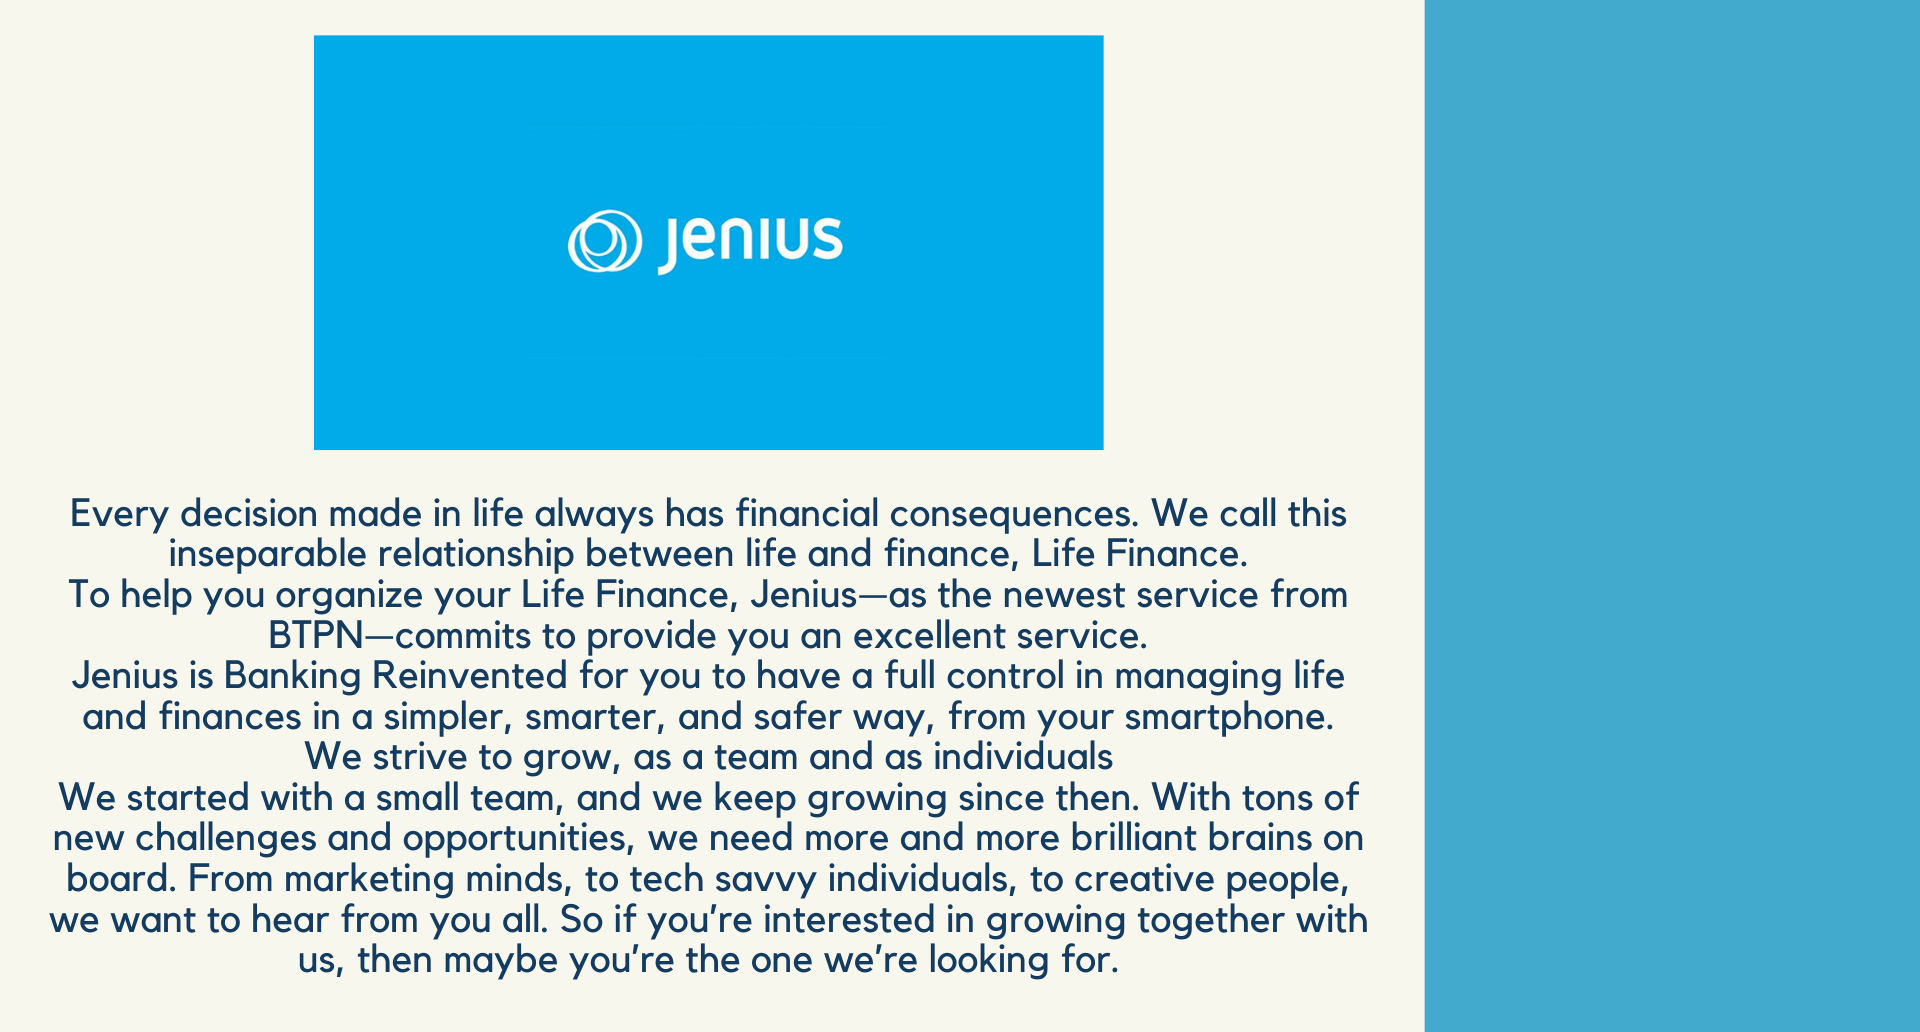 Jenius
Every decision made in life always has financial consequences. We call this
inseparable relationship between life and finance, Life Finance.
To help you organize your Life Finance, Jenius—as the newest service from
BTPN—commits to provide you an excellent service.
Jenius is Banking Reinvented for you to have a full control in managing life
and finances in a simpler, smarter, and safer way, from your smartphone.
We strive to grow, as a team and as individuals
We started with a small team, and we keep growing since then. With tons of
new challenges and opportunities, we need more and more brilliant brains on
board. From marketing minds, to tech savvy individuals, to creative people,
we want to hear from you all. So if you’re interested in growing together with
us, then maybe you’re the one we’re looking for.